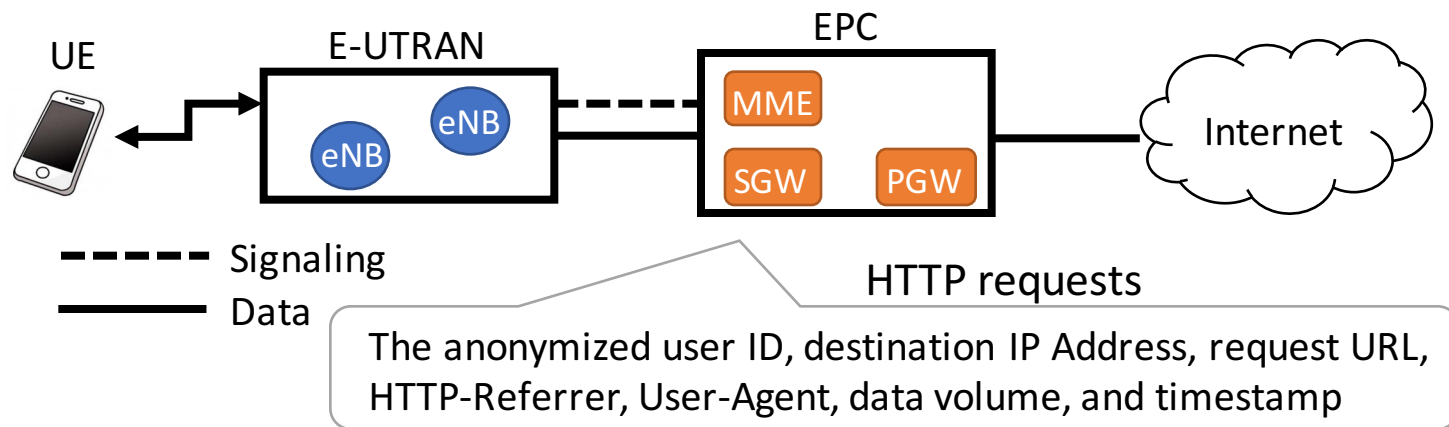 UE
E-UTRAN
EPC
eNB
eNB
MME
SGW
PGW
Internet
Signaling
Data
HTTP requests
The anonymized user ID, destination IP Address, request URL,
HTTP-Referrer, User-Agent, data volume, and timestamp